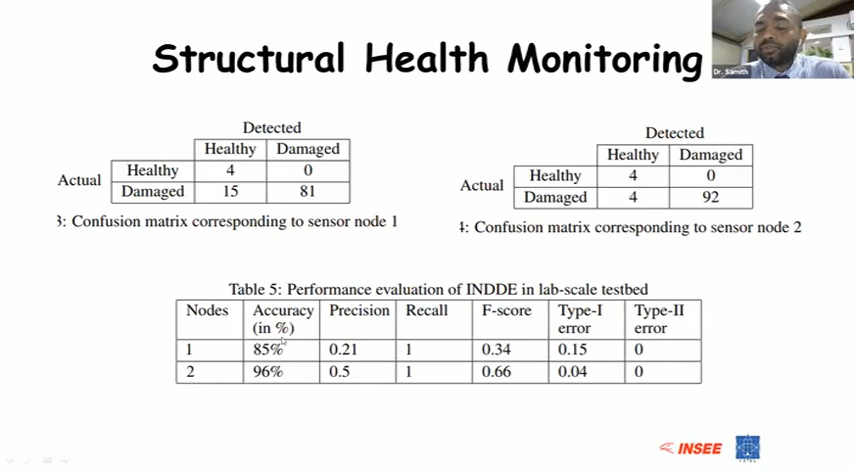 Structural Health Monitoring
Dr. Samith
Detected
Healthy Damaged
Actual Healthy 4 0
Damaged 15 81
3: Confusion matrix corresponding to sensor node 1
Detected
Healthy Damaged
Actual Healthy 4 0
Damaged 4 92
4: Confusion matrix corresponding to sensor node 2
Table 5: Performance evaluation of INDDE in lab-scale testbed
Nodes Accuracy Precision Recall F-score Type-I Type-II
(in %) error error
1 85% 0.21 1 0.34 0.15 0
2 96% 0.5 1 0.66 0.04 0
INSEE